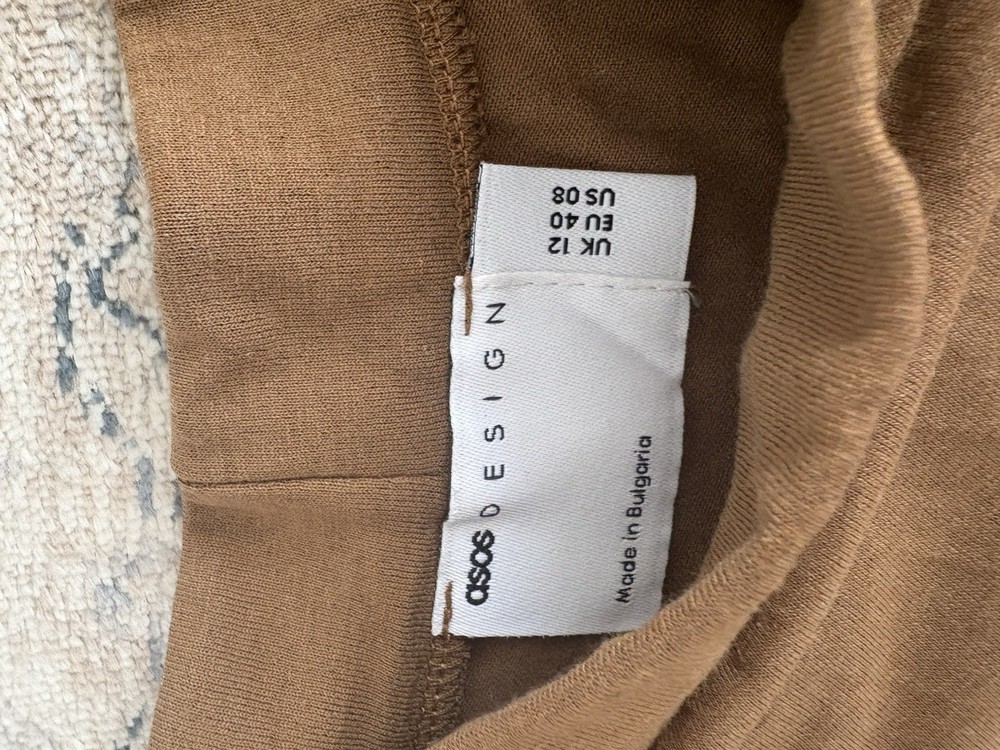 asos DESIGN
Made in Bulgaria
UK 12
EU 40
US 08